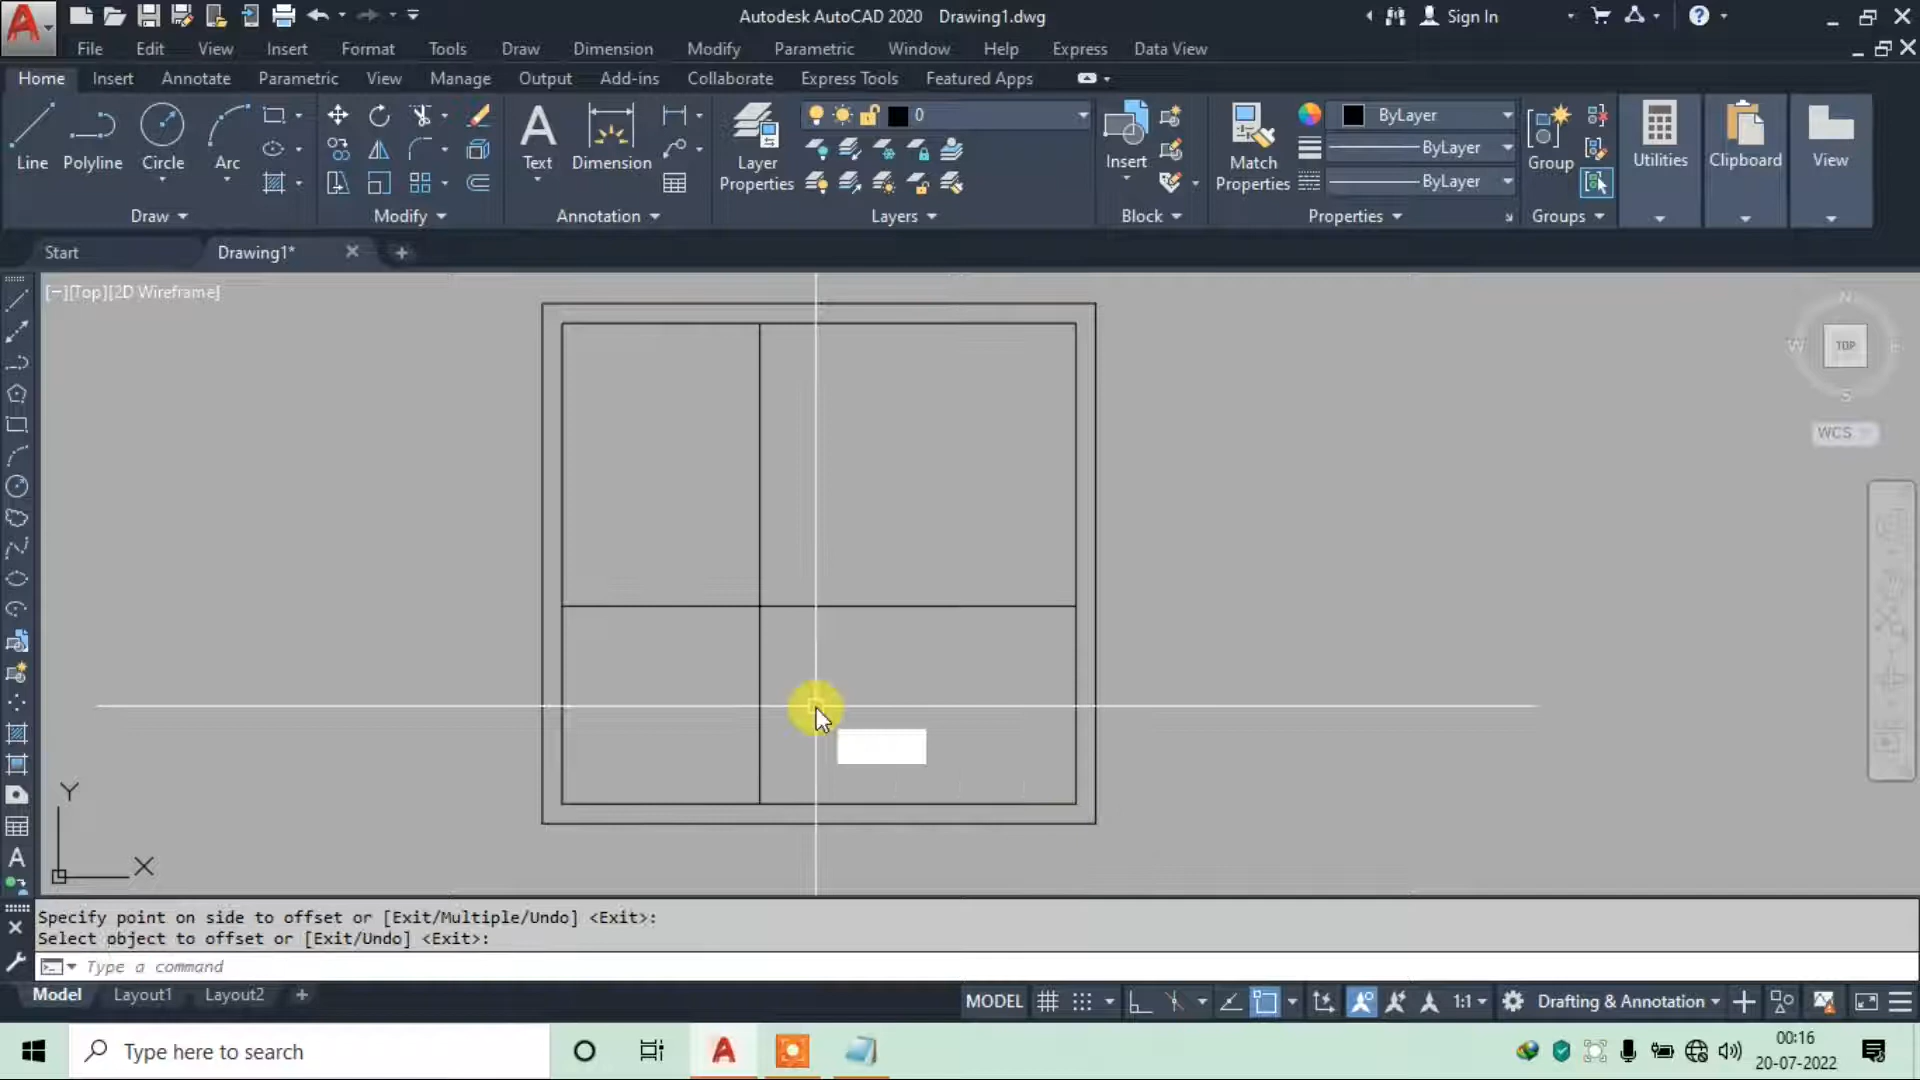 Autodesk AutoCAD 2020 Drawing1.dwg
Sign In
File Edit View Insert Format Tools Draw Dimension Modify Parametric Window Help Express Data View
Home Insert Annotate Parametric View Manage Output Add-ins Collaborate Express Tools Featured Apps
0
ByLayer
ByLayer
ByLayer
Line Polyline Circle Arc
Text Dimension
Layer Properties
Insert
Match Properties
Group
Utilities
Clipboard
View
Draw Modify Annotation Layers Block Properties Groups
Start Drawing1*
[−][Top][2D Wireframe]
N
W
TOP
E
S
WCS
Y
X
Specify point on side to offset or [Exit/Multiple/Undo] <Exit>:
Select object to offset or [Exit/Undo] <Exit>:
Type a command
Model Layout1 Layout2
MODEL
1:1
Drafting & Annotation
Type here to search
00:16
20-07-2022